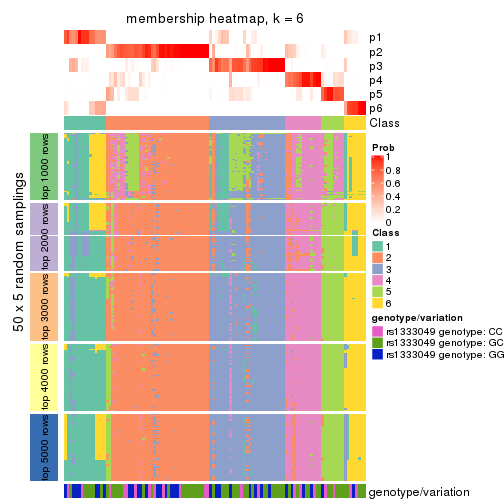 membership heatmap, k = 6
p1
p2
p3
p4
p5
p6
Class
50 x 5 random samplings
top 1000 rows
top 2000 rows
top 3000 rows
top 4000 rows
top 5000 rows
Prob
1
0.8
0.6
0.4
0.2
0
Class
1
2
3
4
5
6
genotype/variation
rs1333049 genotype: CC
rs1333049 genotype: GC
rs1333049 genotype: GG
genotype/variation